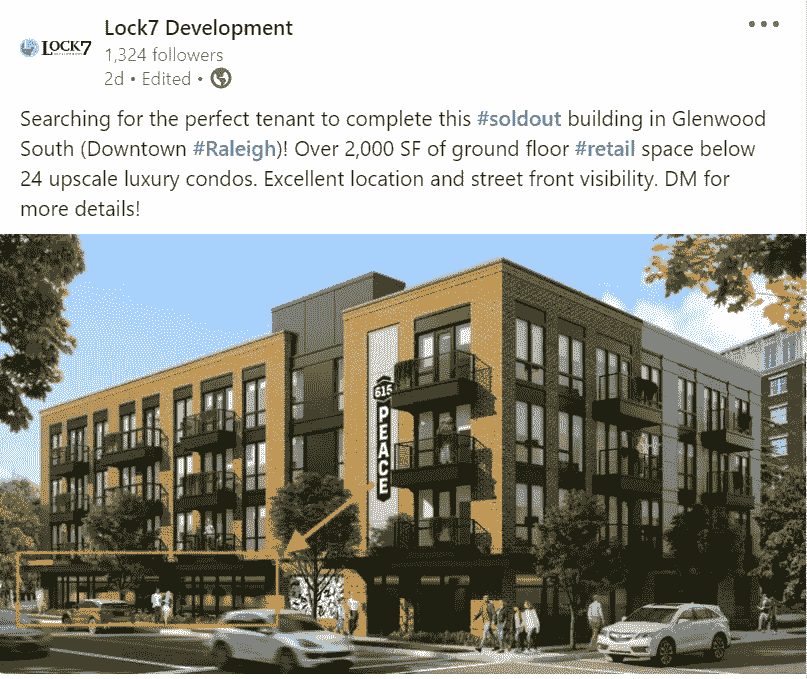 Lock7 Development
LOCK7
1,324 followers
2d • Edited •
Searching for the perfect tenant to complete this #soldout building in Glenwood
South (Downtown #Raleigh)! Over 2,000 SF of ground floor #retail space below
24 upscale luxury condos. Excellent location and street front visibility. DM for
more details!
615
PEACE